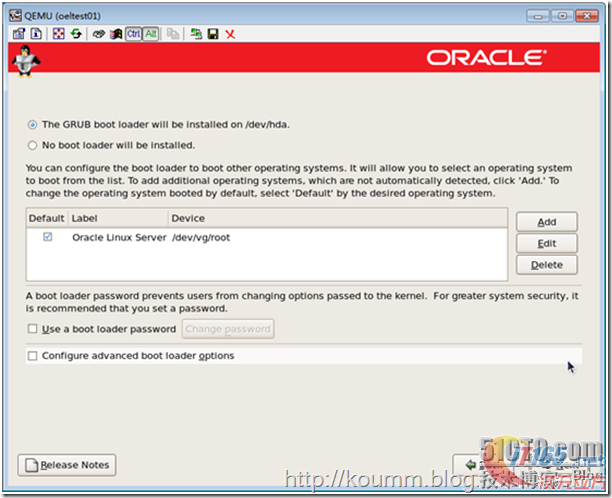 QEMU (oeltest01)
Ctrl Alt
ORACLE®
The GRUB boot loader will be installed on /dev/hda.
No boot loader will be installed.
You can configure the boot loader to boot other operating systems. It will allow you to select an operating system
to boot from the list. To add additional operating systems, which are not automatically detected, click 'Add.' To
change the operating system booted by default, select 'Default' by the desired operating system.
Default Label Device
Oracle Linux Server /dev/vg/root
Add
Edit
Delete
A boot loader password prevents users from changing options passed to the kernel. For greater system security, it
is recommended that you set a password.
Use a boot loader password Change password
Configure advanced boot loader options
Release Notes
51CTO.com
http://koumm.blog
Blog